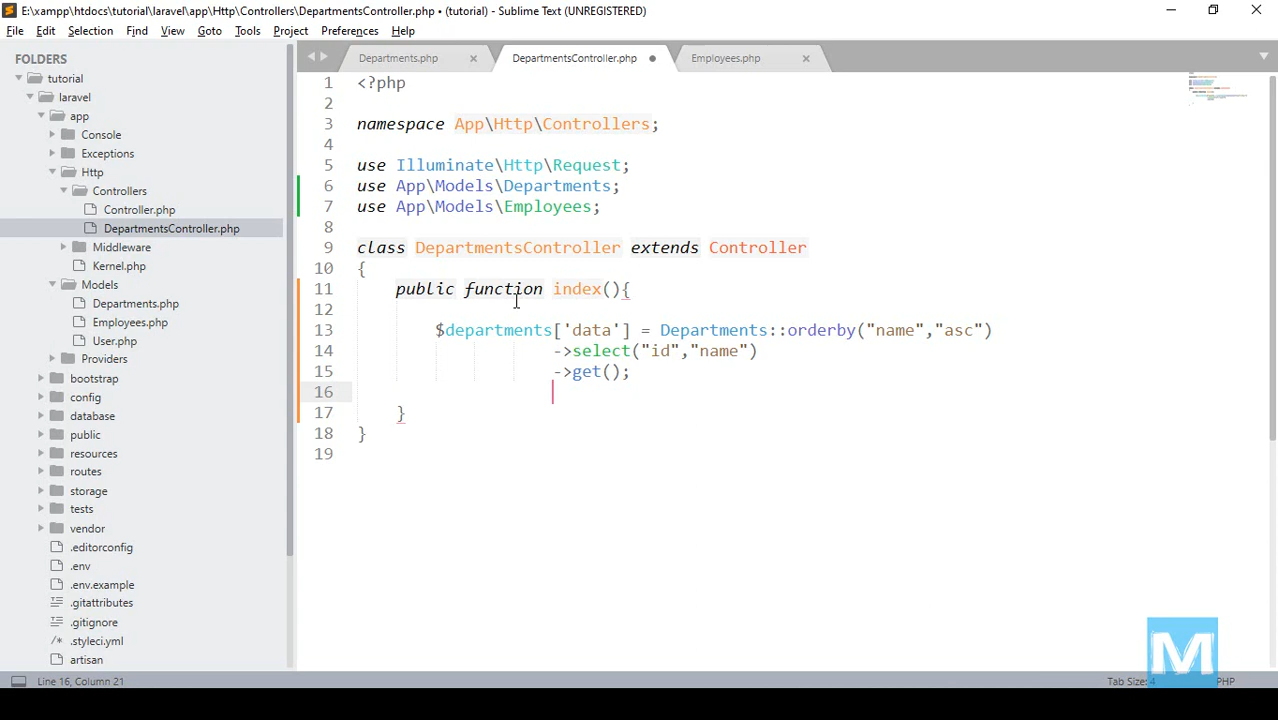 E:\xampp\htdocs\tutorial\laravel\app\Http\Controllers\DepartmentsController.php • (tutorial) - Sublime Text (UNREGISTERED)
File Edit Selection Find View Goto Tools Project Preferences Help
FOLDERS
tutorial
laravel
app
Console
Exceptions
Http
Controllers
Controller.php
DepartmentsController.php
Middleware
Kernel.php
Models
Departments.php
Employees.php
User.php
Providers
bootstrap
config
database
public
resources
routes
storage
tests
vendor
.editorconfig
.env
.env.example
.gitattributes
.gitignore
.styleci.yml
artisan
Departments.php DepartmentsController.php Employees.php
1 <?php
2
3 namespace App\Http\Controllers;
4
5 use Illuminate\Http\Request;
6 use App\Models\Departments;
7 use App\Models\Employees;
8
9 class DepartmentsController extends Controller
10 {
11 public function index(){
12
13 $departments['data'] = Departments::orderby("name","asc")
14 ->select("id","name")
15 ->get();
16
17 }
18 }
19
M
Line 16, Column 21 Tab Size: 4 PHP